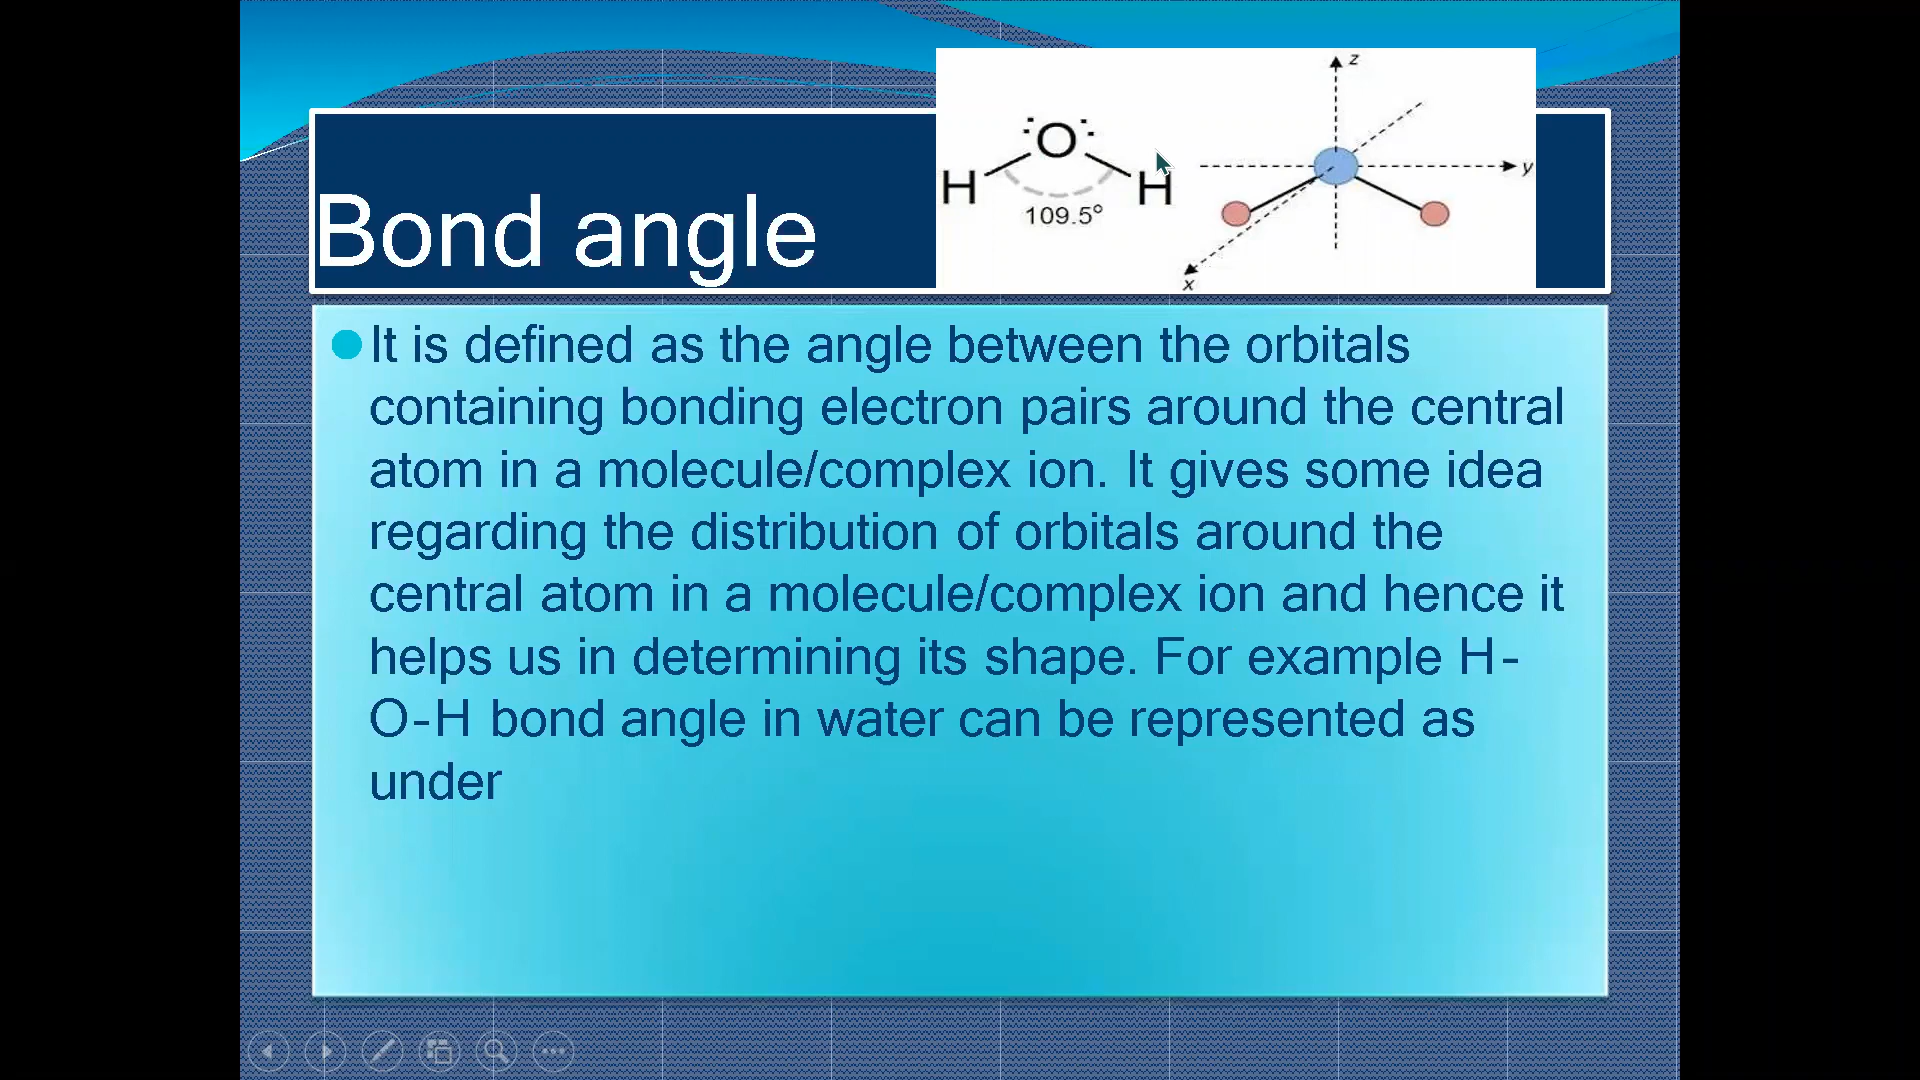 Bond angle
O
H
H
109.5º
z
y
x
It is defined as the angle between the orbitals
containing bonding electron pairs around the central
atom in a molecule/complex ion. It gives some idea
regarding the distribution of orbitals around the
central atom in a molecule/complex ion and hence it
helps us in determining its shape. For example H-
O-H bond angle in water can be represented as
under